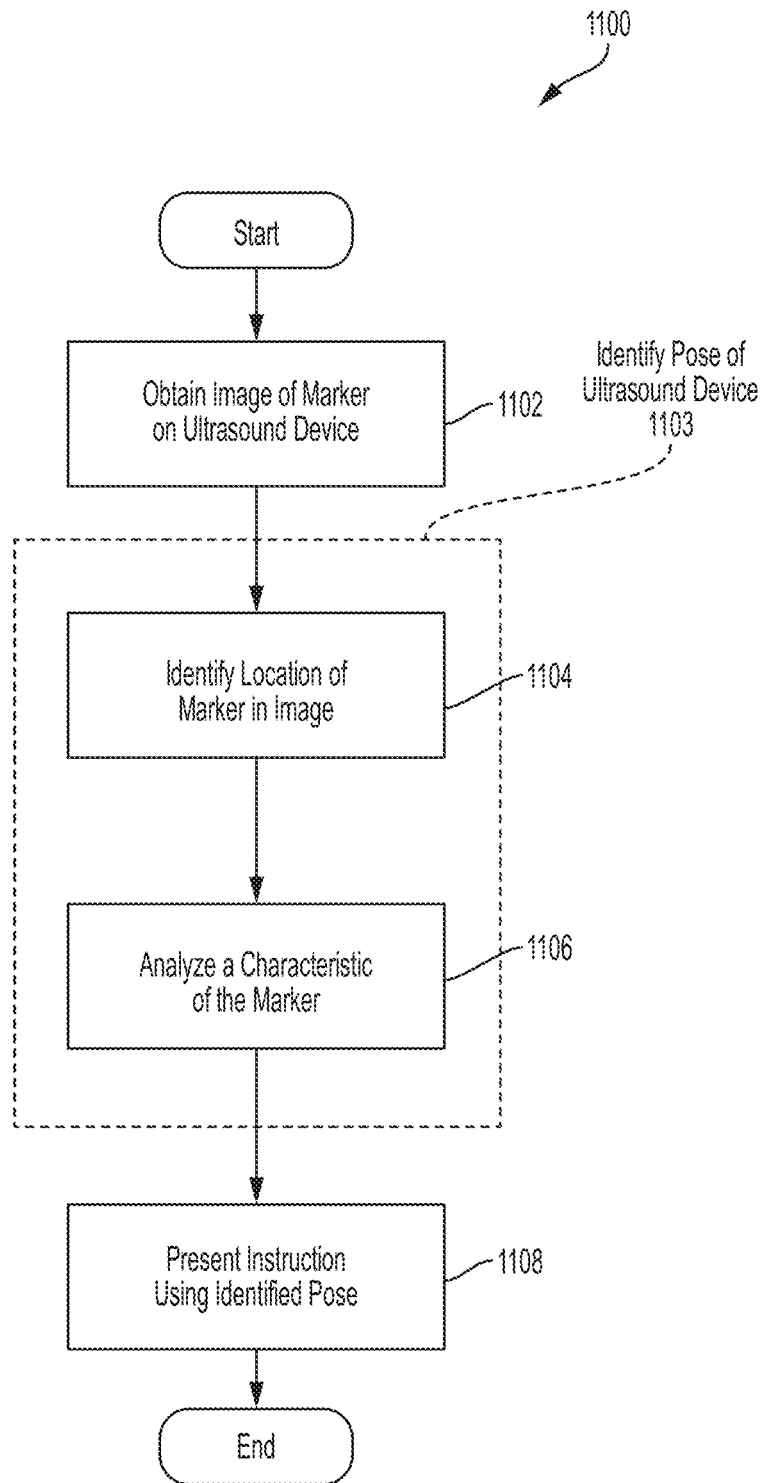 1100
Start
Obtain Image of Marker
on Ultrasound Device
1102
Identify Pose of
Ultrasound Device
1103
Identify Location of
Marker in Image
1104
Analyze a Characteristic
of the Marker
1106
Present Instruction
Using Identified Pose
1108
End